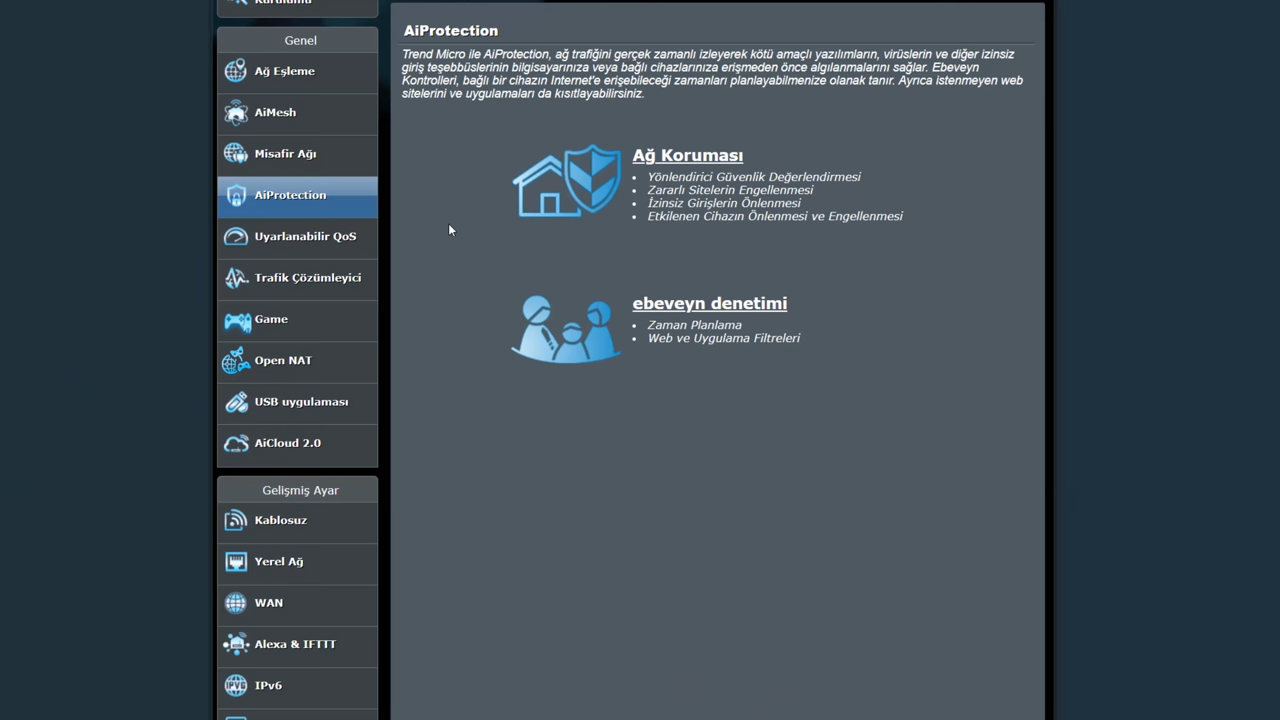 Kurulumu
Genel
Ağ Eşleme
AiMesh
Misafir Ağı
AiProtection
Uyarlanabilir QoS
Trafik Çözümleyici
Game
Open NAT
USB uygulaması
AiCloud 2.0
Gelişmiş Ayar
Kablosuz
Yerel Ağ
WAN
Alexa & IFTTT
IPv6
AiProtection
Trend Micro ile AiProtection, ağ trafiğini gerçek zamanlı izleyerek kötü amaçlı yazılımların, virüslerin ve diğer izinsiz
giriş teşebbüslerinin bilgisayarınıza veya bağlı cihazlarınıza erişmeden önce algılanmalarını sağlar. Ebeveyn
Kontrolleri, bağlı bir cihazın Internet'e erişebileceği zamanları planlayabilmenize olanak tanır. Ayrıca istenmeyen web
sitelerini ve uygulamaları da kısıtlayabilirsiniz.
Ağ Koruması
• Yönlendirici Güvenlik Değerlendirmesi
• Zararlı Sitelerin Engellenmesi
• İzinsiz Girişlerin Önlenmesi
• Etkilenen Cihazın Önlenmesi ve Engellenmesi
ebeveyn denetimi
• Zaman Planlama
• Web ve Uygulama Filtreleri